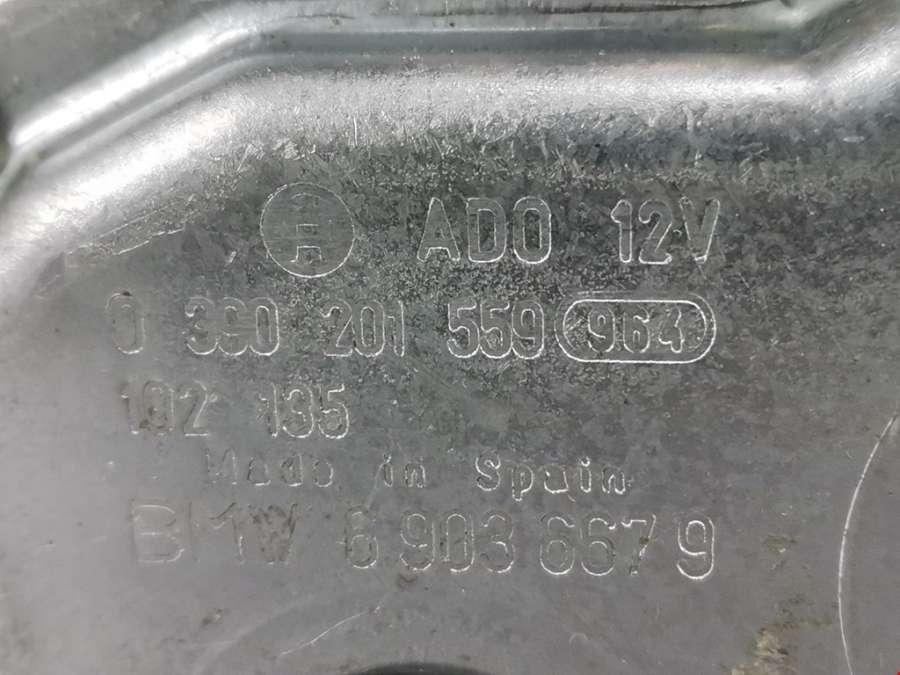 ADO 12V
0 390 201 559 964
102 135
Made in Spain
BMW 6 903 667 9